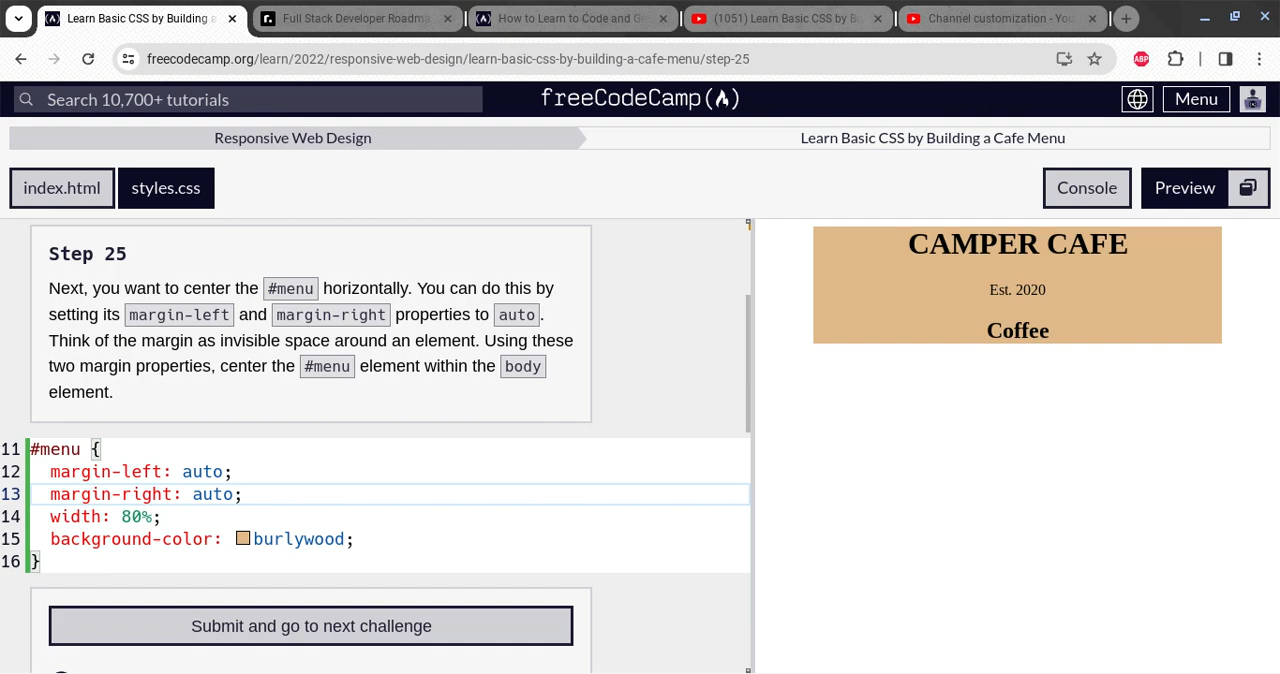 Learn Basic CSS by Building a
Full Stack Developer Roadma
How to Learn to Code and Ge
(1051) Learn Basic CSS by Bu
Channel customization - You
freecodecamp.org/learn/2022/responsive-web-design/learn-basic-css-by-building-a-cafe-menu/step-25
ABP
Search 10,700+ tutorials
freeCodeCamp
Menu
Responsive Web Design
Learn Basic CSS by Building a Cafe Menu
index.html
styles.css
Console
Preview
Step 25
Next, you want to center the #menu horizontally. You can do this by
setting its margin-left and margin-right properties to auto.
Think of the margin as invisible space around an element. Using these
two margin properties, center the #menu element within the body
element.
11 #menu {
12 margin-left: auto;
13 margin-right: auto;
14 width: 80%;
15 background-color: burlywood;
16 }
Submit and go to next challenge
CAMPER CAFE
Est. 2020
Coffee